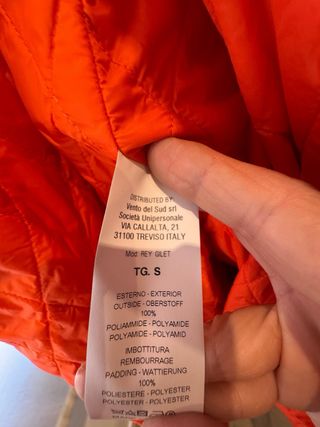 DISTRIBUTED BY:
Vento del Sud srl
Società Unipersonale
VIA CALLALTA, 21
31100 TREVISO ITALY
Mod. REY GILET
TG. S
ESTERNO - EXTERIOR
OUTSIDE - OBERSTOFF
100%
POLIAMMIDE - POLYAMIDE
POLYAMIDE - POLYAMID
IMBOTTITURA
REMBOURRAGE
PADDING - WATTIERUNG
100%
POLIESTERE - POLYESTER
POLYESTER - POLYESTER